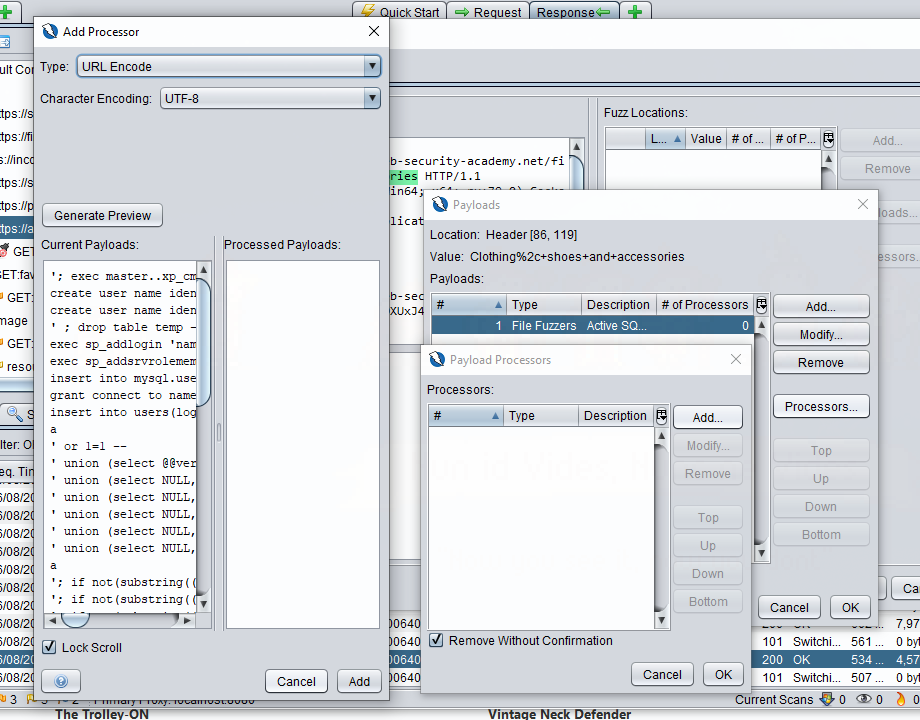 Quick Start
Request
Response
Add Processor
Type:
URL Encode
Character Encoding:
UTF-8
Generate Preview
Current Payloads:
Processed Payloads:
'; exec master..xp_cm
create user name iden
create user name iden
' ; drop table temp -
exec sp_addlogin 'nam
exec sp_addsrvrolemem
insert into mysql.use
grant connect to name
insert into users(log
a
' or 1=1 --
' union (select @@ver
' union (select NULL,
' union (select NULL,
' union (select NULL,
' union (select NULL,
' union (select NULL,
a
'; if not(substring((
'; if not(substring((
Lock Scroll
Cancel
Add
Fuzz Locations:
L...
Value
# of ...
# of P...
Add...
Remove
b-security-academy.net/fi
ries HTTP/1.1
Payloads
Location: Header [86, 119]
Value: Clothing%2c+shoes+and+accessories
Payloads:
#
Type
Description
# of Processors
1
File Fuzzers
Active SQ...
0
Add...
Modify...
Remove
Processors...
Top
Up
Down
Bottom
Cancel
OK
Payload Processors
Processors:
#
Type
Description
Add...
Modify...
Remove
Top
Up
Down
Bottom
Remove Without Confirmation
Cancel
OK
101 Switchi... 561 ... 0 byt
200 OK 534 ... 4,57
101 Switchi... 507 ... 0 byt
3
Primary Proxy: localhost:8080
Current Scans
0
0
0
The Trolley-ON
Vintage Neck Defender